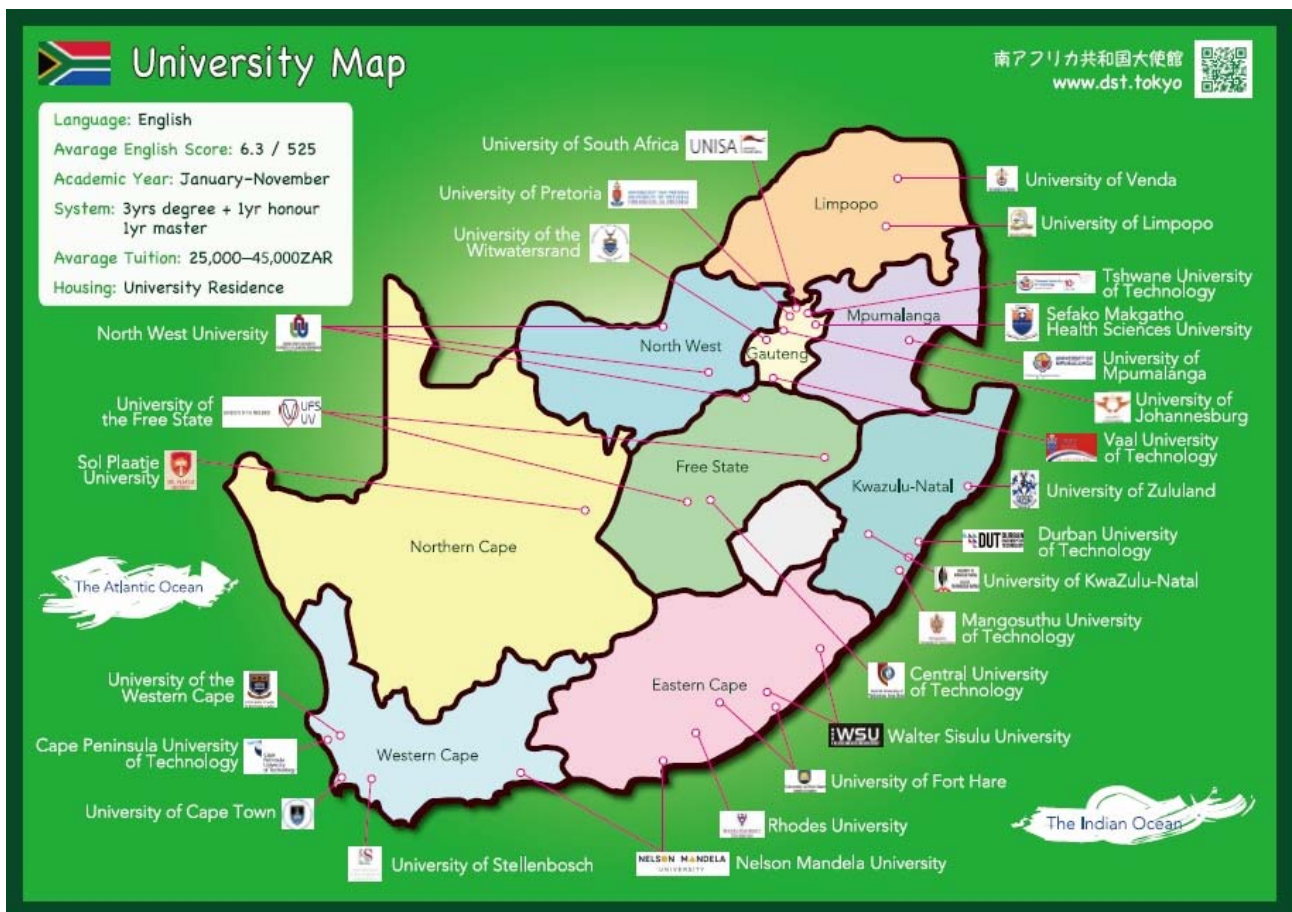 University Map
南アフリカ共和国大使館
www.dst.tokyo
Language: English
Avarage English Score: 6.3 / 525
Academic Year: January-November
System: 3yrs degree + 1yr honour
1yr master
Avarage Tuition: 25,000—45,000ZAR
Housing: University Residence
University of South Africa
UNISA
University of Pretoria
University of the
Witwatersrand
North West University
University of
the Free State
UFS
UV
Sol Plaatje
University
The Atlantic Ocean
University of the
Western Cape
Cape Peninsula University
of Technology
University of Cape Town
University of Stellenbosch
Limpopo
North West
Gauteng
Mpumalanga
Free State
Kwazulu-Natal
Northern Cape
Eastern Cape
Western Cape
University of Venda
University of Limpopo
Tshwane University
of Technology
Sefako Makgatho
Health Sciences University
University of
Mpumalanga
University of
Johannesburg
Vaal University
of Technology
University of Zululand
DUT
Durban University
of Technology
University of KwaZulu-Natal
Mangosuthu University
of Technology
Central University
of Technology
WSU
Walter Sisulu University
University of Fort Hare
Rhodes University
NELSON MANDELA
UNIVERSITY
Nelson Mandela University
The Indian Ocean